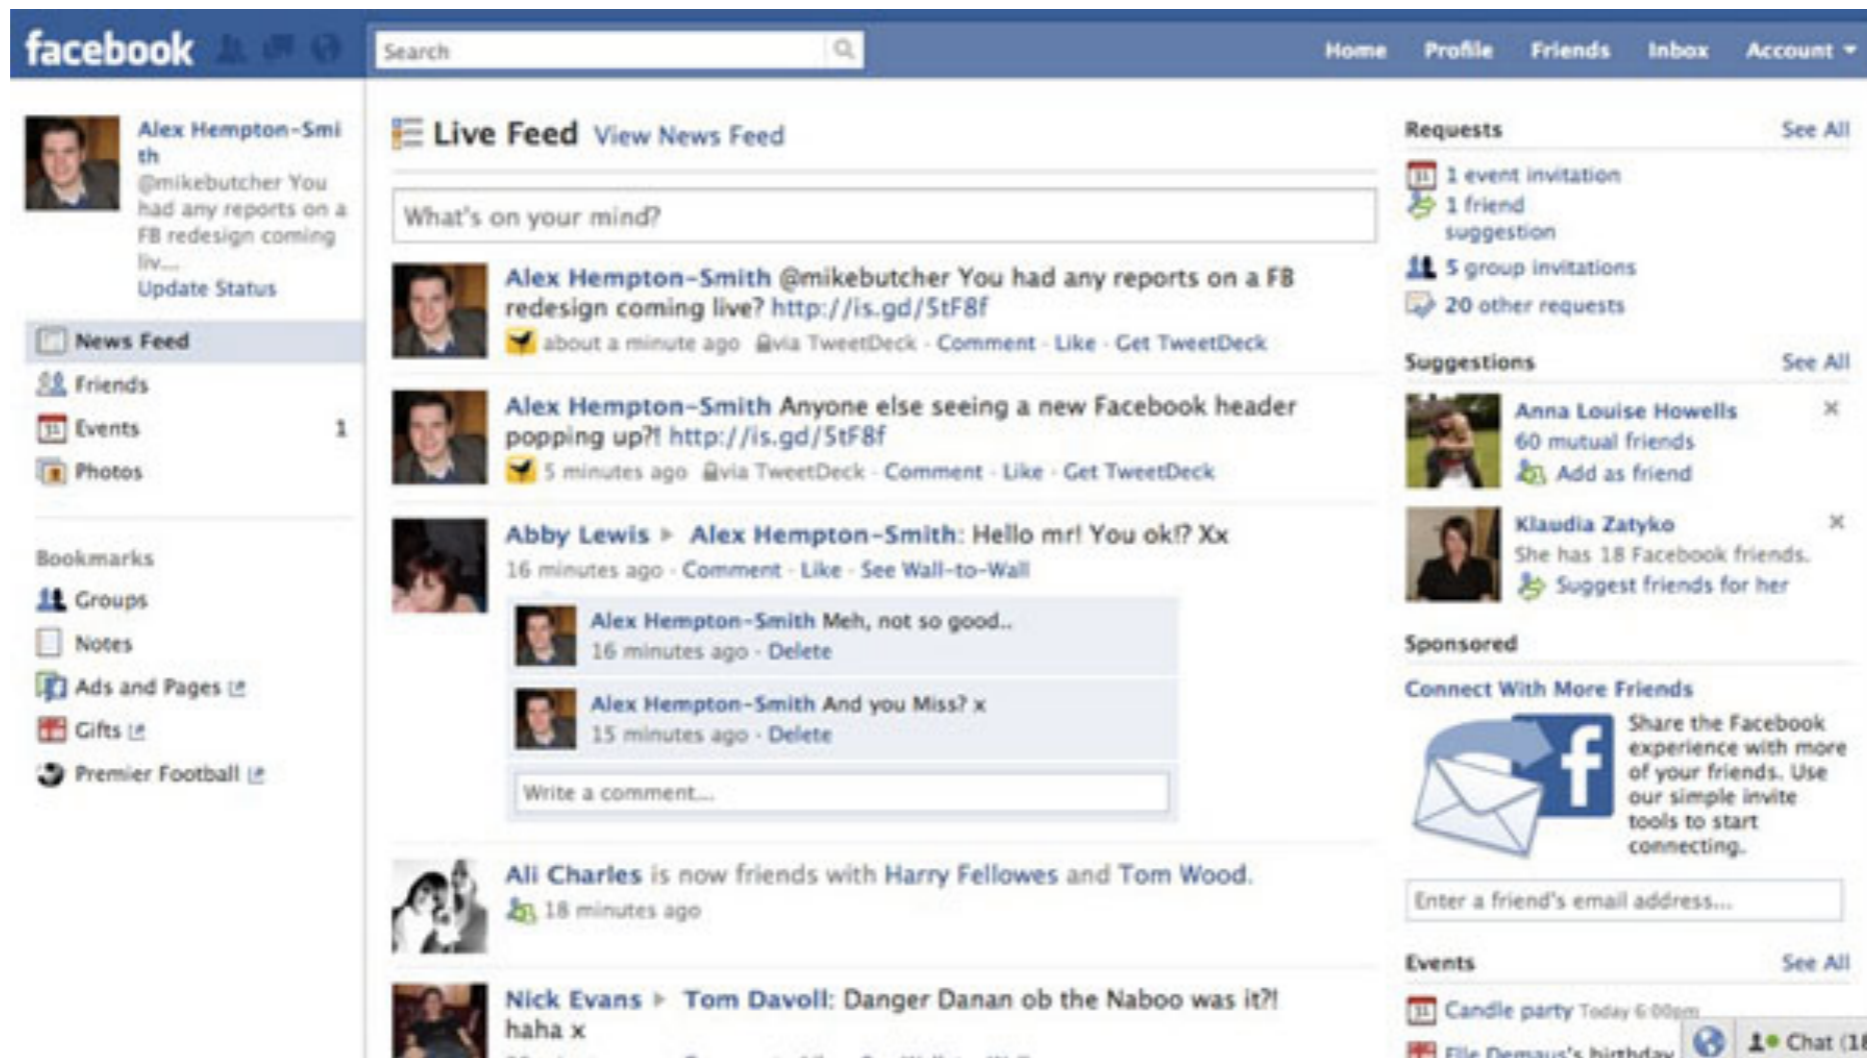 facebook
Search
Home Profile Friends Inbox Account
Alex Hempton-Smi
th
@mikebutcher You
had any reports on a
FB redesign coming
liv...
Update Status
News Feed
Friends
Events 1
Photos
Bookmarks
Groups
Notes
Ads and Pages
Gifts
Premier Football
Live Feed View News Feed
What's on your mind?
Alex Hempton-Smith @mikebutcher You had any reports on a FB
redesign coming live? http://is.gd/5tF8f
about a minute ago via TweetDeck · Comment · Like · Get TweetDeck
Alex Hempton-Smith Anyone else seeing a new Facebook header
popping up?! http://is.gd/5tF8f
5 minutes ago via TweetDeck · Comment · Like · Get TweetDeck
Abby Lewis ▸ Alex Hempton-Smith: Hello mr! You ok!? Xx
16 minutes ago · Comment · Like · See Wall-to-Wall
Alex Hempton-Smith Meh, not so good..
16 minutes ago · Delete
Alex Hempton-Smith And you Miss? x
15 minutes ago · Delete
Write a comment...
Ali Charles is now friends with Harry Fellowes and Tom Wood.
18 minutes ago
Nick Evans ▸ Tom Davoll: Danger Danan ob the Naboo was it?!
haha x
Requests See All
31 1 event invitation
1 friend
suggestion
5 group invitations
20 other requests
Suggestions See All
Anna Louise Howells
60 mutual friends
Add as friend
Klaudia Zatyko
She has 18 Facebook friends.
Suggest friends for her
Sponsored
Connect With More Friends
Share the Facebook
experience with more
of your friends. Use
our simple invite
tools to start
connecting.
Enter a friend's email address...
Events See All
31 Candle party Today 6:00pm
Elle Demaus's birthday
Chat (18